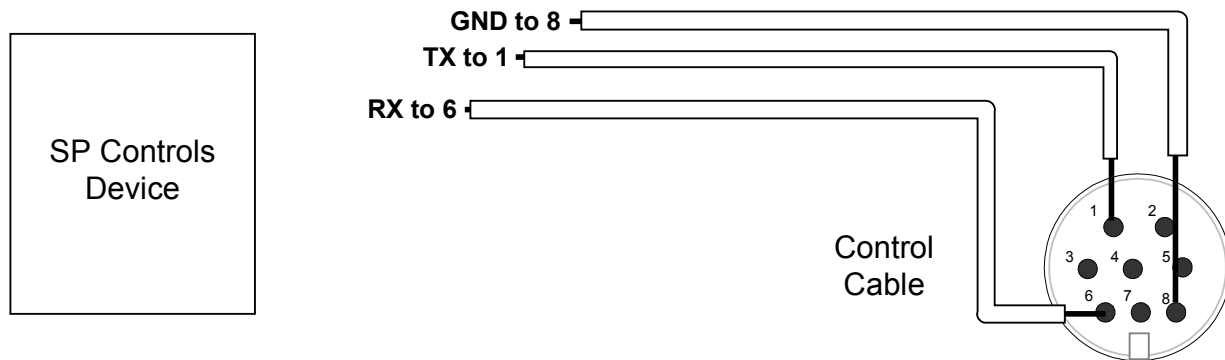 GND to 8
TX to 1
RX to 6
SP Controls
Device
Control
Cable
1 2
3 4 5
6 7 8